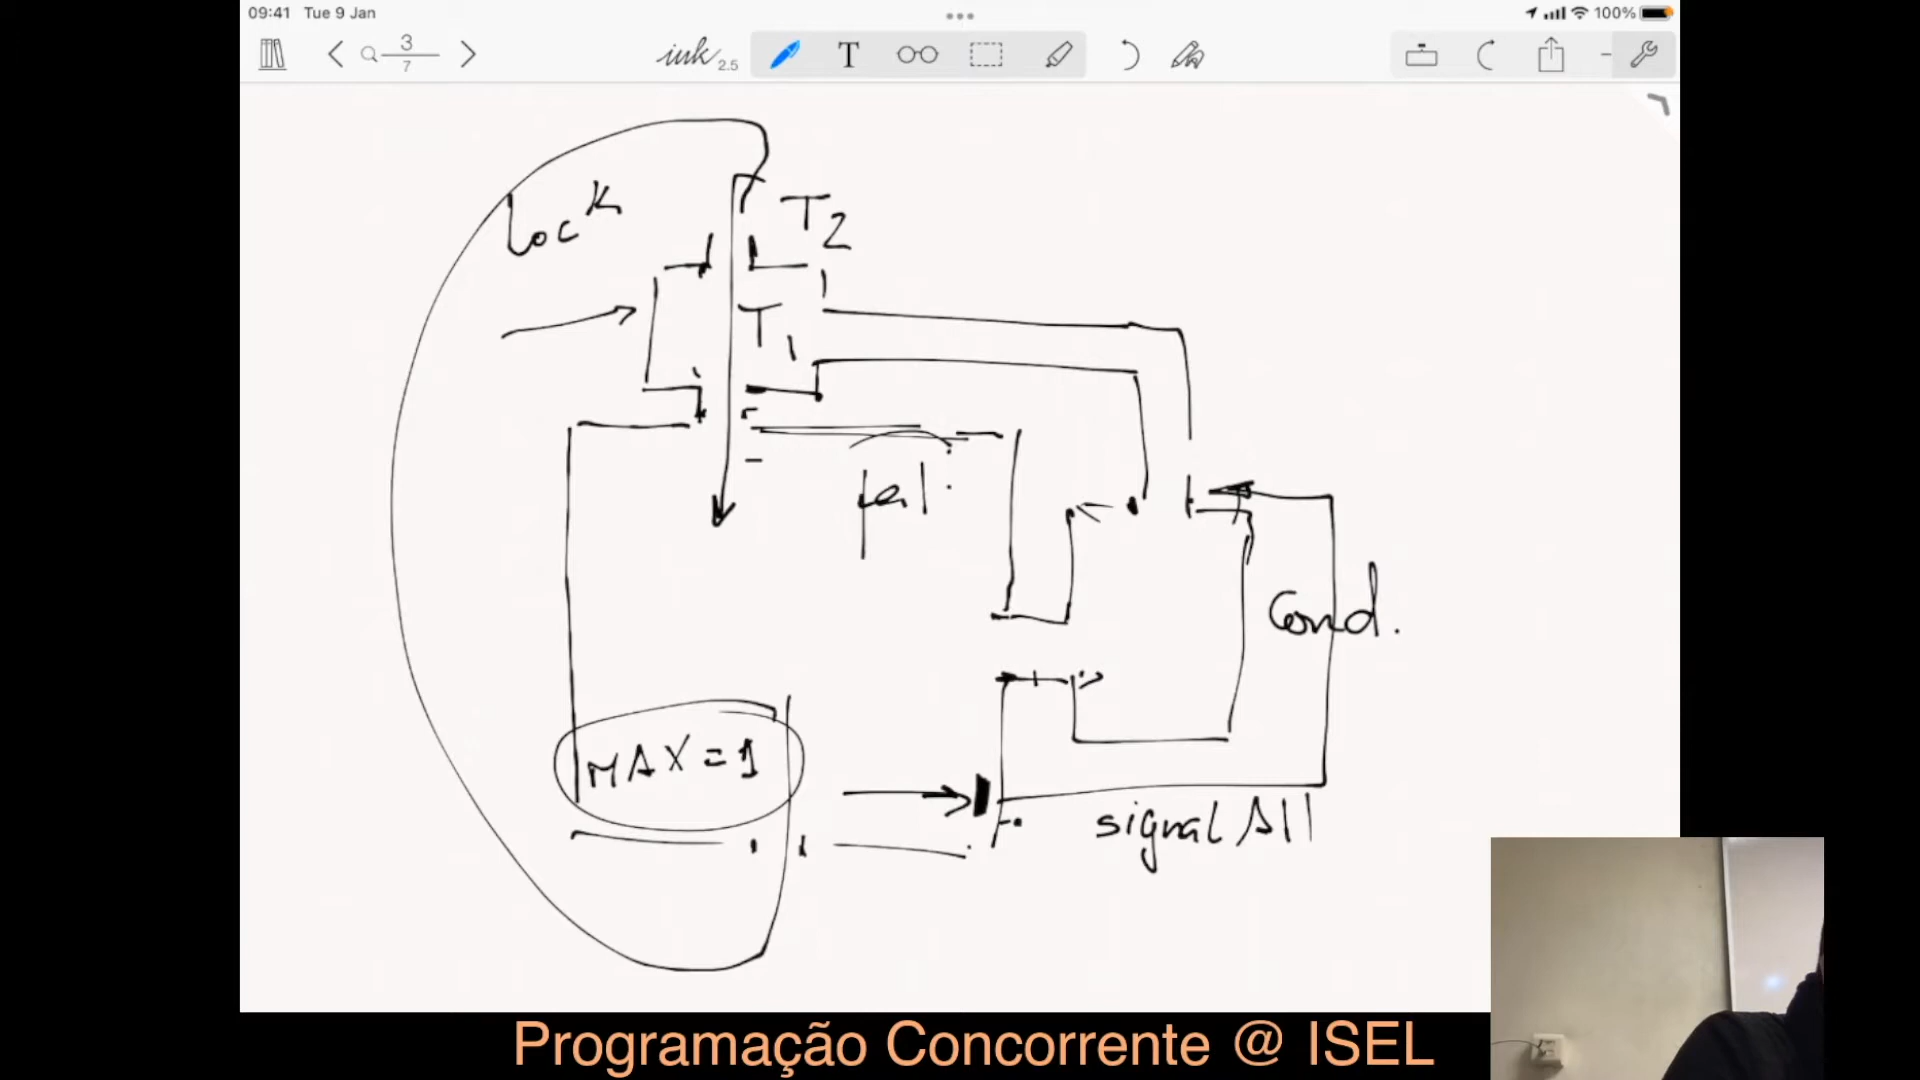 09:41 Tue 9 Jan
100%
3
7
ink 2.5
T
lock
T2
T1
Cond.
MAX = 1
signal All
Programação Concorrente @ ISEL